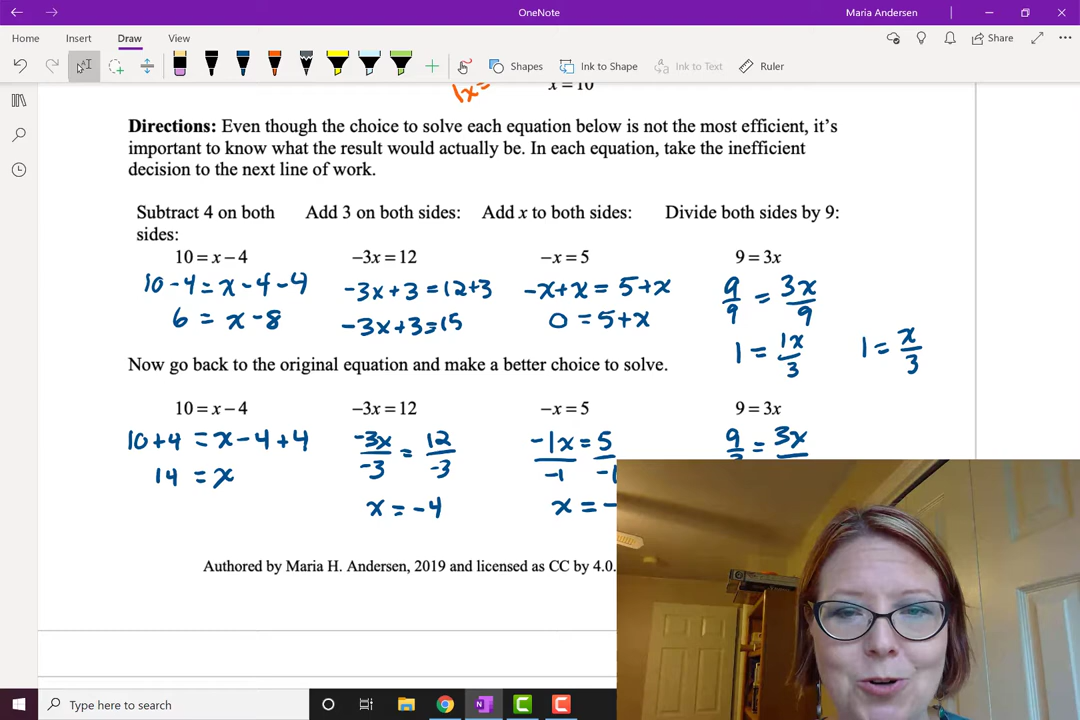 OneNote
Maria Andersen
Home Insert Draw View
Share
Shapes Ink to Shape Ink to Text Ruler
x = 10
Directions: Even though the choice to solve each equation below is not the most efficient, it's
important to know what the result would actually be. In each equation, take the inefficient
decision to the next line of work.
Subtract 4 on both Add 3 on both sides: Add x to both sides: Divide both sides by 9:
sides:
10 = x − 4 −3x = 12 −x = 5 9 = 3x
10 - 4 = x - 4 - 4 -3x + 3 = 12 + 3 -x + x = 5 + x 9/9 = 3x/9
6 = x - 8 -3x + 3 = 15 0 = 5 + x
1 = 1x/3 1 = x/3
Now go back to the original equation and make a better choice to solve.
10 = x − 4 −3x = 12 −x = 5 9 = 3x
10 + 4 = x - 4 + 4 -3x/-3 = 12/-3 -1x/-1 = 5/-1 9 = 3x
14 = x
x = -4 x = -
Authored by Maria H. Andersen, 2019 and licensed as CC by 4.0.
Type here to search